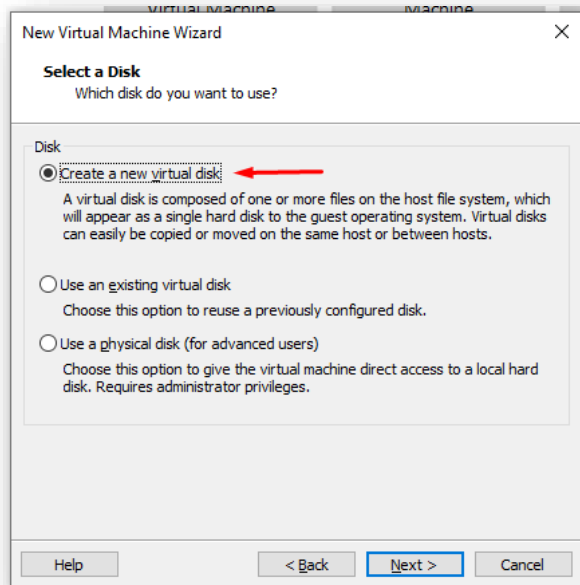 Virtual Machine Machine
New Virtual Machine Wizard
Select a Disk
Which disk do you want to use?
Disk
Create a new virtual disk
A virtual disk is composed of one or more files on the host file system, which
will appear as a single hard disk to the guest operating system. Virtual disks
can easily be copied or moved on the same host or between hosts.
Use an existing virtual disk
Choose this option to reuse a previously configured disk.
Use a physical disk (for advanced users)
Choose this option to give the virtual machine direct access to a local hard
disk. Requires administrator privileges.
Help < Back Next > Cancel